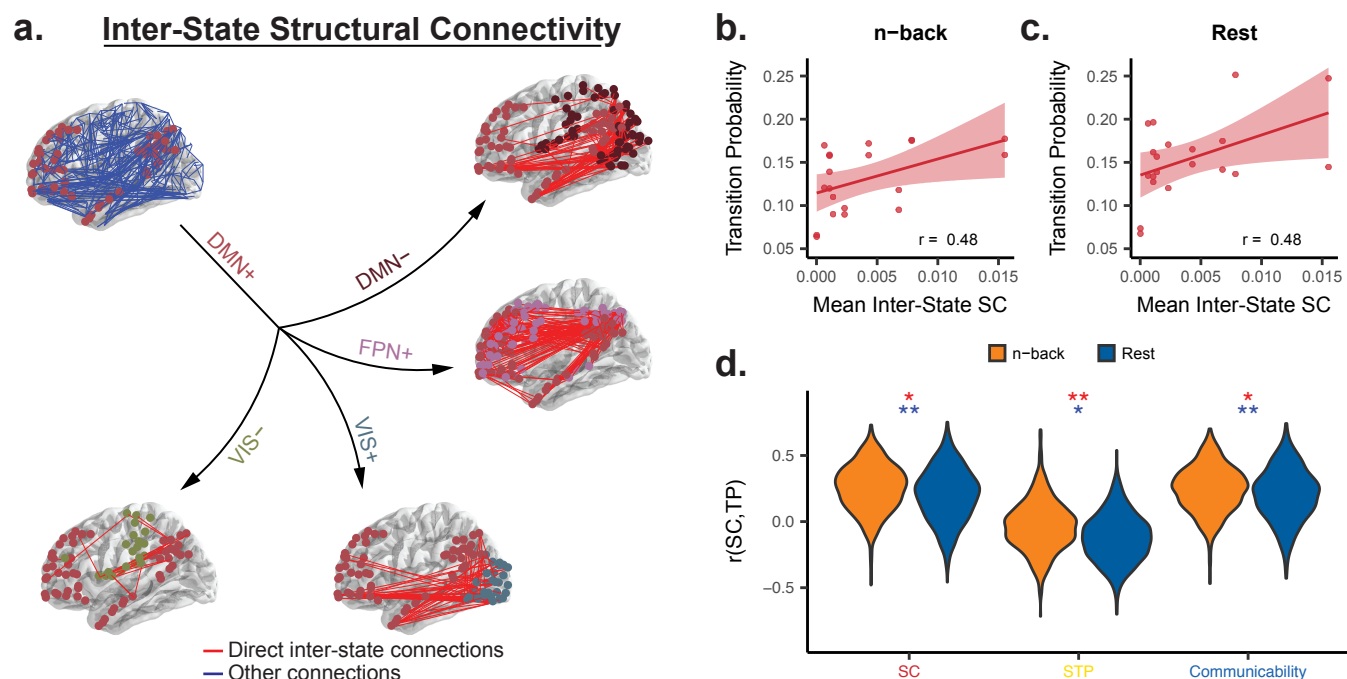 a. Inter-State Structural Connectivity
DMN+
DMN−
FPN+
VIS−
VIS+
Direct inter-state connections
Other connections
b. n−back
Transition Probability
0.25
0.20
0.15
0.10
0.05
r = 0.48
0.000 0.005 0.010 0.015
Mean Inter-State SC
c. Rest
Transition Probability
0.25
0.20
0.15
0.10
0.05
r = 0.48
0.000 0.005 0.010 0.015
Mean Inter-State SC
d.
n−back Rest
r(SC,TP)
0.5
0.0
−0.5
* ** *
** * **
SC STP Communicability